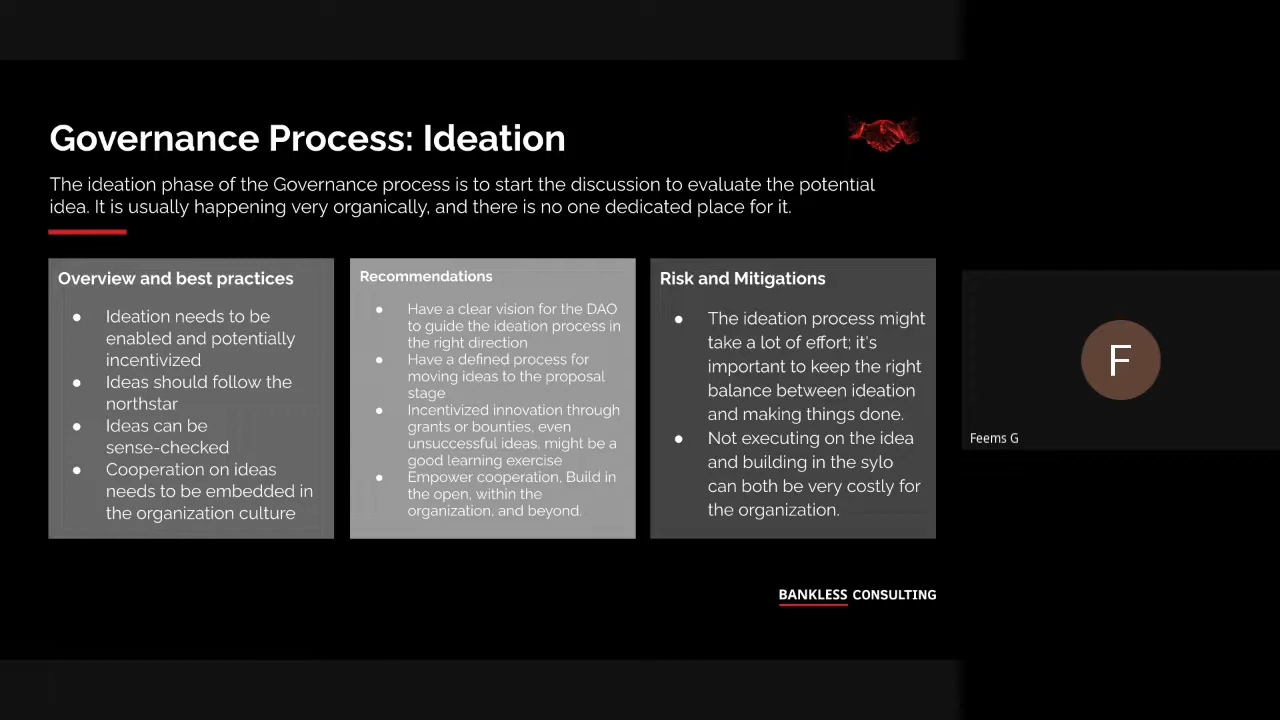 Governance Process: Ideation
The ideation phase of the Governance process is to start the discussion to evaluate the potential
idea. It is usually happening very organically, and there is no one dedicated place for it.
Overview and best practices
● Ideation needs to be
enabled and potentially
incentivized
● Ideas should follow the
northstar
● Ideas can be
sense-checked
● Cooperation on ideas
needs to be embedded in
the organization culture
Recommendations
● Have a clear vision for the DAO
to guide the ideation process in
the right direction
● Have a defined process for
moving ideas to the proposal
stage
● Incentivized innovation through
grants or bounties, even
unsuccessful ideas, might be a
good learning exercise
● Empower cooperation, Build in
the open, within the
organization, and beyond.
Risk and Mitigations
● The ideation process might
take a lot of effort; it's
important to keep the right
balance between ideation
and making things done.
● Not executing on the idea
and building in the sylo
can both be very costly for
the organization.
BANKLESS CONSULTING
F
Feems G